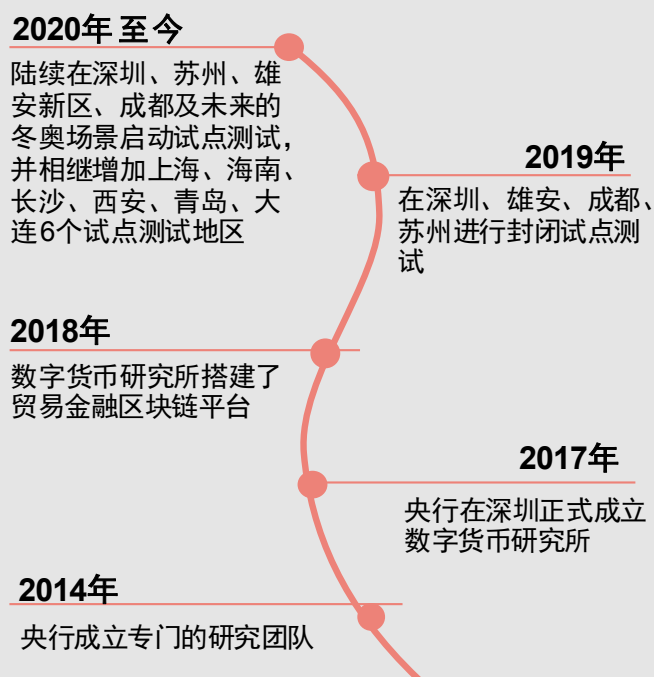 2020年至今
陆续在深圳、苏州、雄
安新区、成都及未来的
冬奥场景启动试点测试，
并相继增加上海、海南、
长沙、西安、青岛、大
连6个试点测试地区
2019年
在深圳、雄安、成都、
苏州进行封闭试点测
试
2018年
数字货币研究所搭建了
贸易金融区块链平台
2017年
央行在深圳正式成立
数字货币研究所
2014年
央行成立专门的研究团队